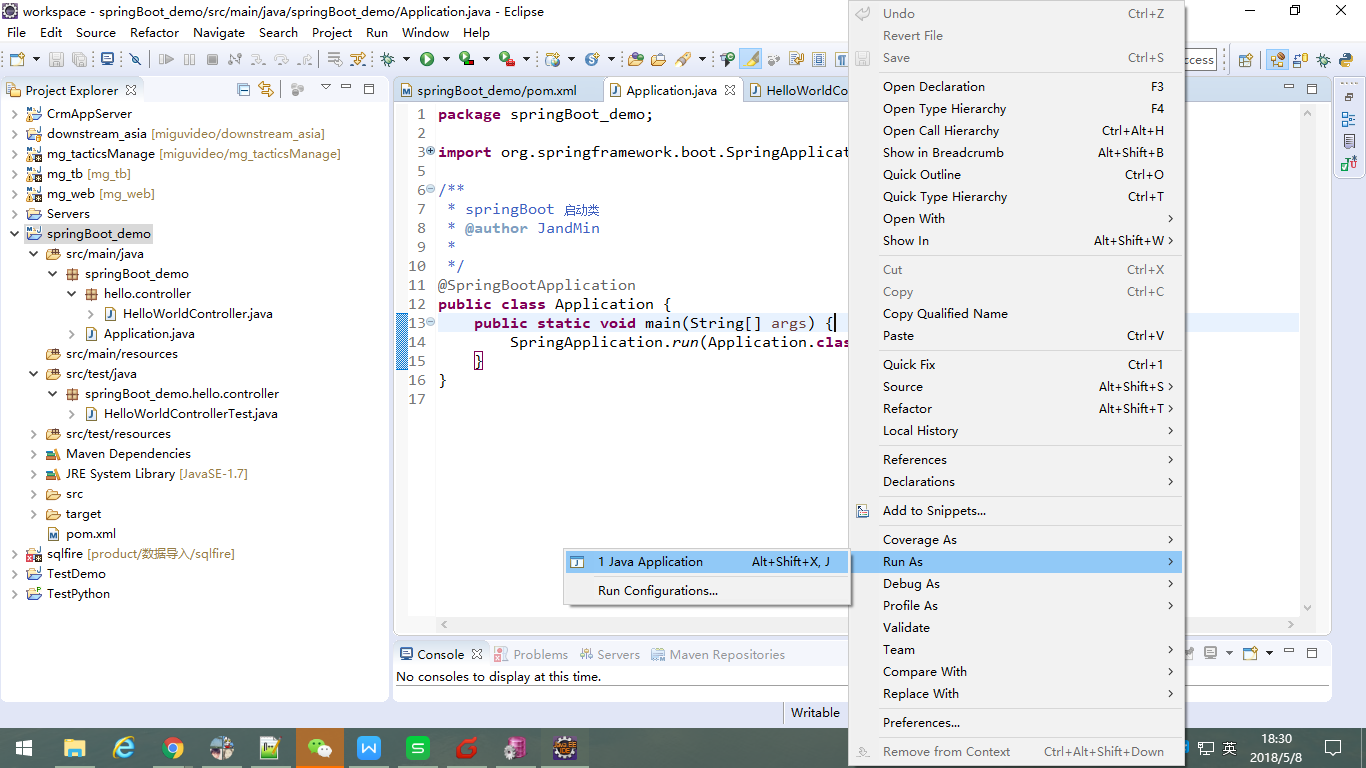 workspace - springBoot_demo/src/main/java/springBoot_demo/Application.java - Eclipse
File Edit Source Refactor Navigate Search Project Run Window Help
Project Explorer
CrmAppServer
downstream_asia [miguvideo/downstream_asia]
mg_tacticsManage [miguvideo/mg_tacticsManage]
mg_tb [mg_tb]
mg_web [mg_web]
Servers
springBoot_demo
src/main/java
springBoot_demo
hello.controller
HelloWorldController.java
Application.java
src/main/resources
src/test/java
springBoot_demo.hello.controller
HelloWorldControllerTest.java
src/test/resources
Maven Dependencies
JRE System Library [JavaSE-1.7]
src
target
pom.xml
sqlfire [product/数据导入/sqlfire]
TestDemo
TestPython
springBoot_demo/pom.xml Application.java HelloWorldCo
1 package springBoot_demo;
2
3 import org.springframework.boot.SpringApplicat
5
6 /**
7 * springBoot 启动类
8 * @author JandMin
9 *
10 */
11 @SpringBootApplication
12 public class Application {
13 public static void main(String[] args) {
14 SpringApplication.run(Application.clas
15 }
16 }
17
1 Java Application Alt+Shift+X, J
Run Configurations...
Console Problems Servers Maven Repositories
No consoles to display at this time.
Writable
Undo Ctrl+Z
Revert File
Save Ctrl+S
Open Declaration F3
Open Type Hierarchy F4
Open Call Hierarchy Ctrl+Alt+H
Show in Breadcrumb Alt+Shift+B
Quick Outline Ctrl+O
Quick Type Hierarchy Ctrl+T
Open With
Show In Alt+Shift+W
Cut Ctrl+X
Copy Ctrl+C
Copy Qualified Name
Paste Ctrl+V
Quick Fix Ctrl+1
Source Alt+Shift+S
Refactor Alt+Shift+T
Local History
References
Declarations
Add to Snippets...
Coverage As
Run As
Debug As
Profile As
Validate
Team
Compare With
Replace With
Preferences...
Remove from Context Ctrl+Alt+Shift+Down
cess
英
18:30
2018/5/8